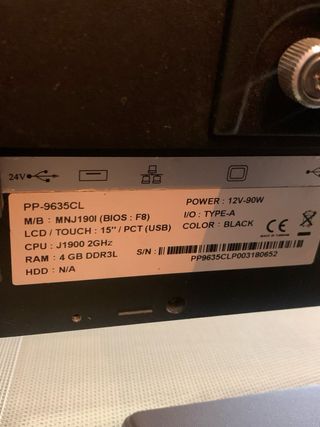 24V
PP-9635CL
M/B : MNJ190I (BIOS : F8)
LCD / TOUCH : 15" / PCT (USB)
CPU : J1900 2GHz
RAM : 4 GB DDR3L
HDD : N/A
POWER : 12V-90W
I/O : TYPE-A
COLOR : BLACK
CE
S/N :
PP9635CLP003180652